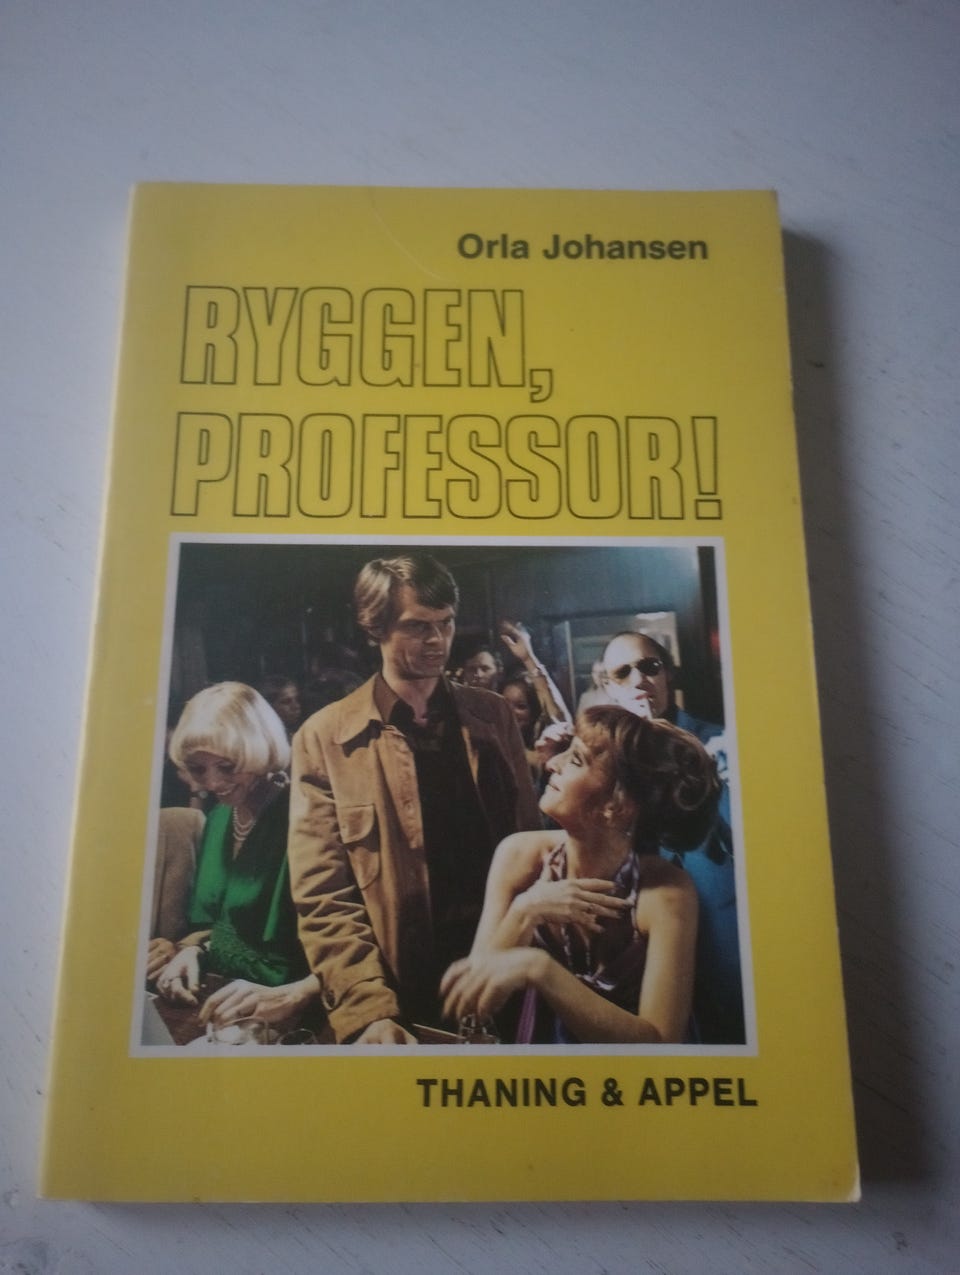 Orla Johansen
RYGGEN,
PROFESSOR!
THANING & APPEL